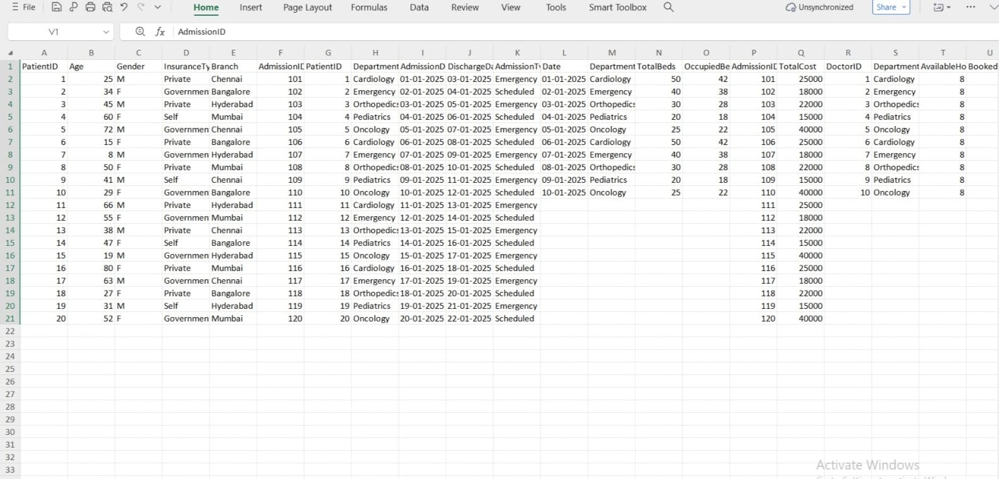 File Home Insert Page Layout Formulas Data Review View Tools Smart Toolbox Unsynchronized Share
V1 fx AdmissionID
A B C D E F G H I J K L M N O P Q R S T U
1 PatientID Age Gender InsuranceTy Branch AdmissionID PatientID Department AdmissionD DischargeDa AdmissionTy Date Department TotalBeds OccupiedBe AdmissionID TotalCost DoctorID Department AvailableHo Booked
2 1 25 M Private Chennai 101 1 Cardiology 01-01-2025 03-01-2025 Emergency 01-01-2025 Cardiology 50 42 101 25000 1 Cardiology 8
3 2 34 F Governmen Bangalore 102 2 Emergency 02-01-2025 04-01-2025 Scheduled 02-01-2025 Emergency 40 38 102 18000 2 Emergency 8
4 3 45 M Private Hyderabad 103 3 Orthopedics 03-01-2025 05-01-2025 Emergency 03-01-2025 Orthopedics 30 28 103 22000 3 Orthopedics 8
5 4 60 F Self Mumbai 104 4 Pediatrics 04-01-2025 06-01-2025 Scheduled 04-01-2025 Pediatrics 20 18 104 15000 4 Pediatrics 8
6 5 72 M Governmen Chennai 105 5 Oncology 05-01-2025 07-01-2025 Emergency 05-01-2025 Oncology 25 22 105 40000 5 Oncology 8
7 6 15 F Private Bangalore 106 6 Cardiology 06-01-2025 08-01-2025 Scheduled 06-01-2025 Cardiology 50 42 106 25000 6 Cardiology 8
8 7 8 M Governmen Hyderabad 107 7 Emergency 07-01-2025 09-01-2025 Emergency 07-01-2025 Emergency 40 38 107 18000 7 Emergency 8
9 8 50 F Private Mumbai 108 8 Orthopedics 08-01-2025 10-01-2025 Scheduled 08-01-2025 Orthopedics 30 28 108 22000 8 Orthopedics 8
10 9 41 M Self Chennai 109 9 Pediatrics 09-01-2025 11-01-2025 Emergency 09-01-2025 Pediatrics 20 18 109 15000 9 Pediatrics 8
11 10 29 F Governmen Bangalore 110 10 Oncology 10-01-2025 12-01-2025 Scheduled 10-01-2025 Oncology 25 22 110 40000 10 Oncology 8
12 11 66 M Private Hyderabad 111 11 Cardiology 11-01-2025 13-01-2025 Emergency 111 25000
13 12 55 F Governmen Mumbai 112 12 Emergency 12-01-2025 14-01-2025 Scheduled 112 18000
14 13 38 M Private Chennai 113 13 Orthopedics 13-01-2025 15-01-2025 Emergency 113 22000
15 14 47 F Self Bangalore 114 14 Pediatrics 14-01-2025 16-01-2025 Scheduled 114 15000
16 15 19 M Governmen Hyderabad 115 15 Oncology 15-01-2025 17-01-2025 Emergency 115 40000
17 16 80 F Private Mumbai 116 16 Cardiology 16-01-2025 18-01-2025 Scheduled 116 25000
18 17 63 M Governmen Chennai 117 17 Emergency 17-01-2025 19-01-2025 Emergency 117 18000
19 18 27 F Private Bangalore 118 18 Orthopedics 18-01-2025 20-01-2025 Scheduled 118 22000
20 19 31 M Self Hyderabad 119 19 Pediatrics 19-01-2025 21-01-2025 Emergency 119 15000
21 20 52 F Governmen Mumbai 120 20 Oncology 20-01-2025 22-01-2025 Scheduled 120 40000
22
23
24
25
26
27
28
29
30
31
32
33
Activate Windows